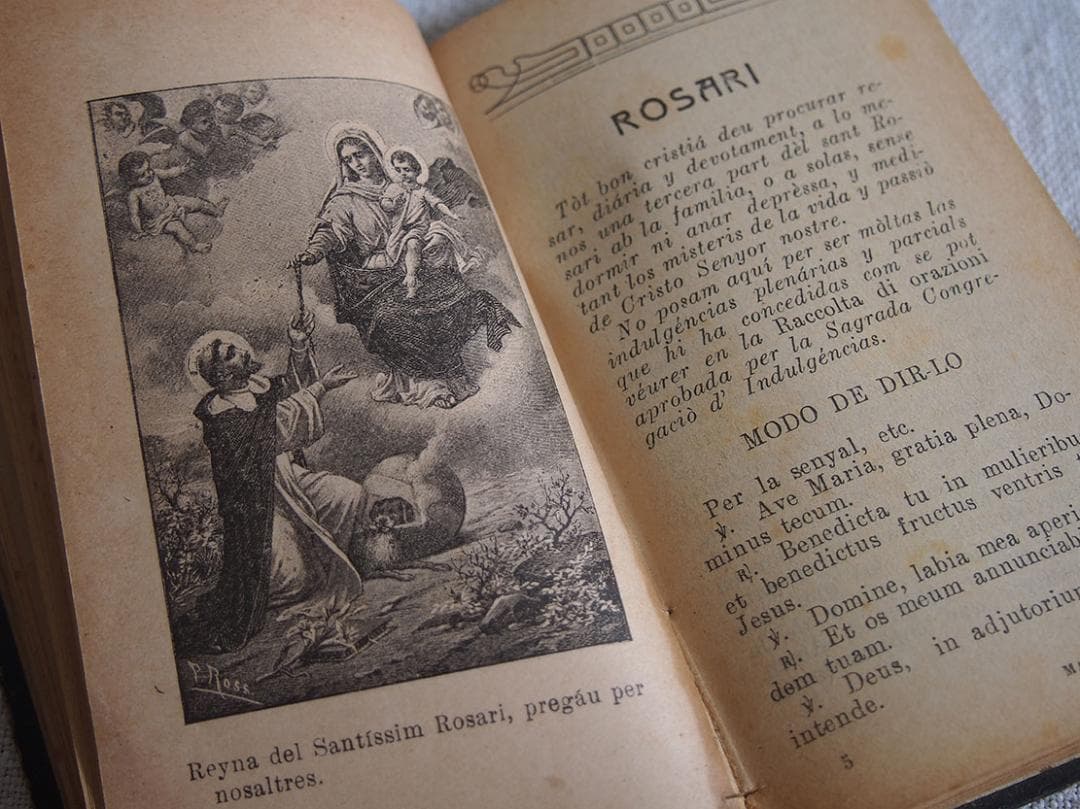 P. Ross.
Reyna del Santíssim Rosari, pregáu per
nosaltres.
ROSARI
Tòt bon cristiá deu procurar re-
sar, diária y devotament, a lo me-
nos una tercera part dèl sant Ro-
sari ab la familia, o a solas, sense
dormir ni anar deprèssa, y medi-
tant los misteris de la vida y passiò
de Cristo Senyor nostre.
No posam aquí per ser mòltas las
indulgéncias plenárias y parcials
que hi ha concedidas com se pot
véurer en la Raccolta di orazioni
aprobada per la Sagrada Congre-
gaciò d' Indulgéncias.
MODO DE DIR-LO
Per la senyal, etc.
℣. Ave Maria, gratia plena, Do-
minus tecum.
℟. Benedicta tu in mulieribu
et benedictus fructus ventris
Jesus.
℣. Domine, labia mea aperi
℟. Et os meum annunciab
dem tuam.
℣. Deus, in adjutoriu
intende.
5